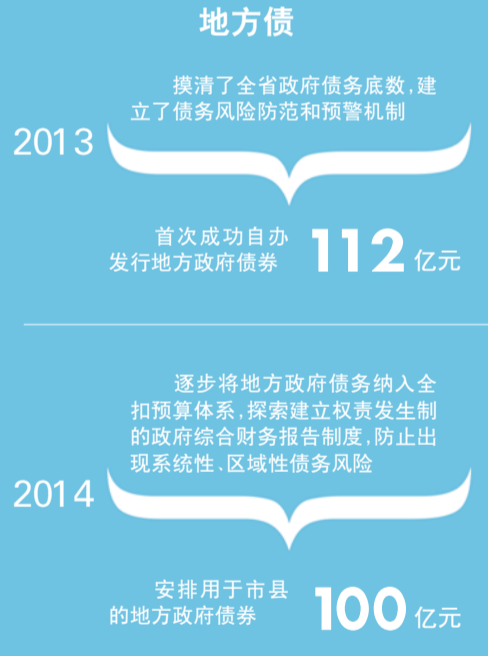 地方债
摸清了全省政府债务底数,建
立了债务风险防范和预警机制
2013
首次成功自办
发行地方政府债券 112 亿元
逐步将地方政府债务纳入全
扣预算体系,探索建立权责发生制
的政府综合财务报告制度,防止出
现系统性、区域性债务风险
2014
安排用于市县
的地方政府债券 100 亿元